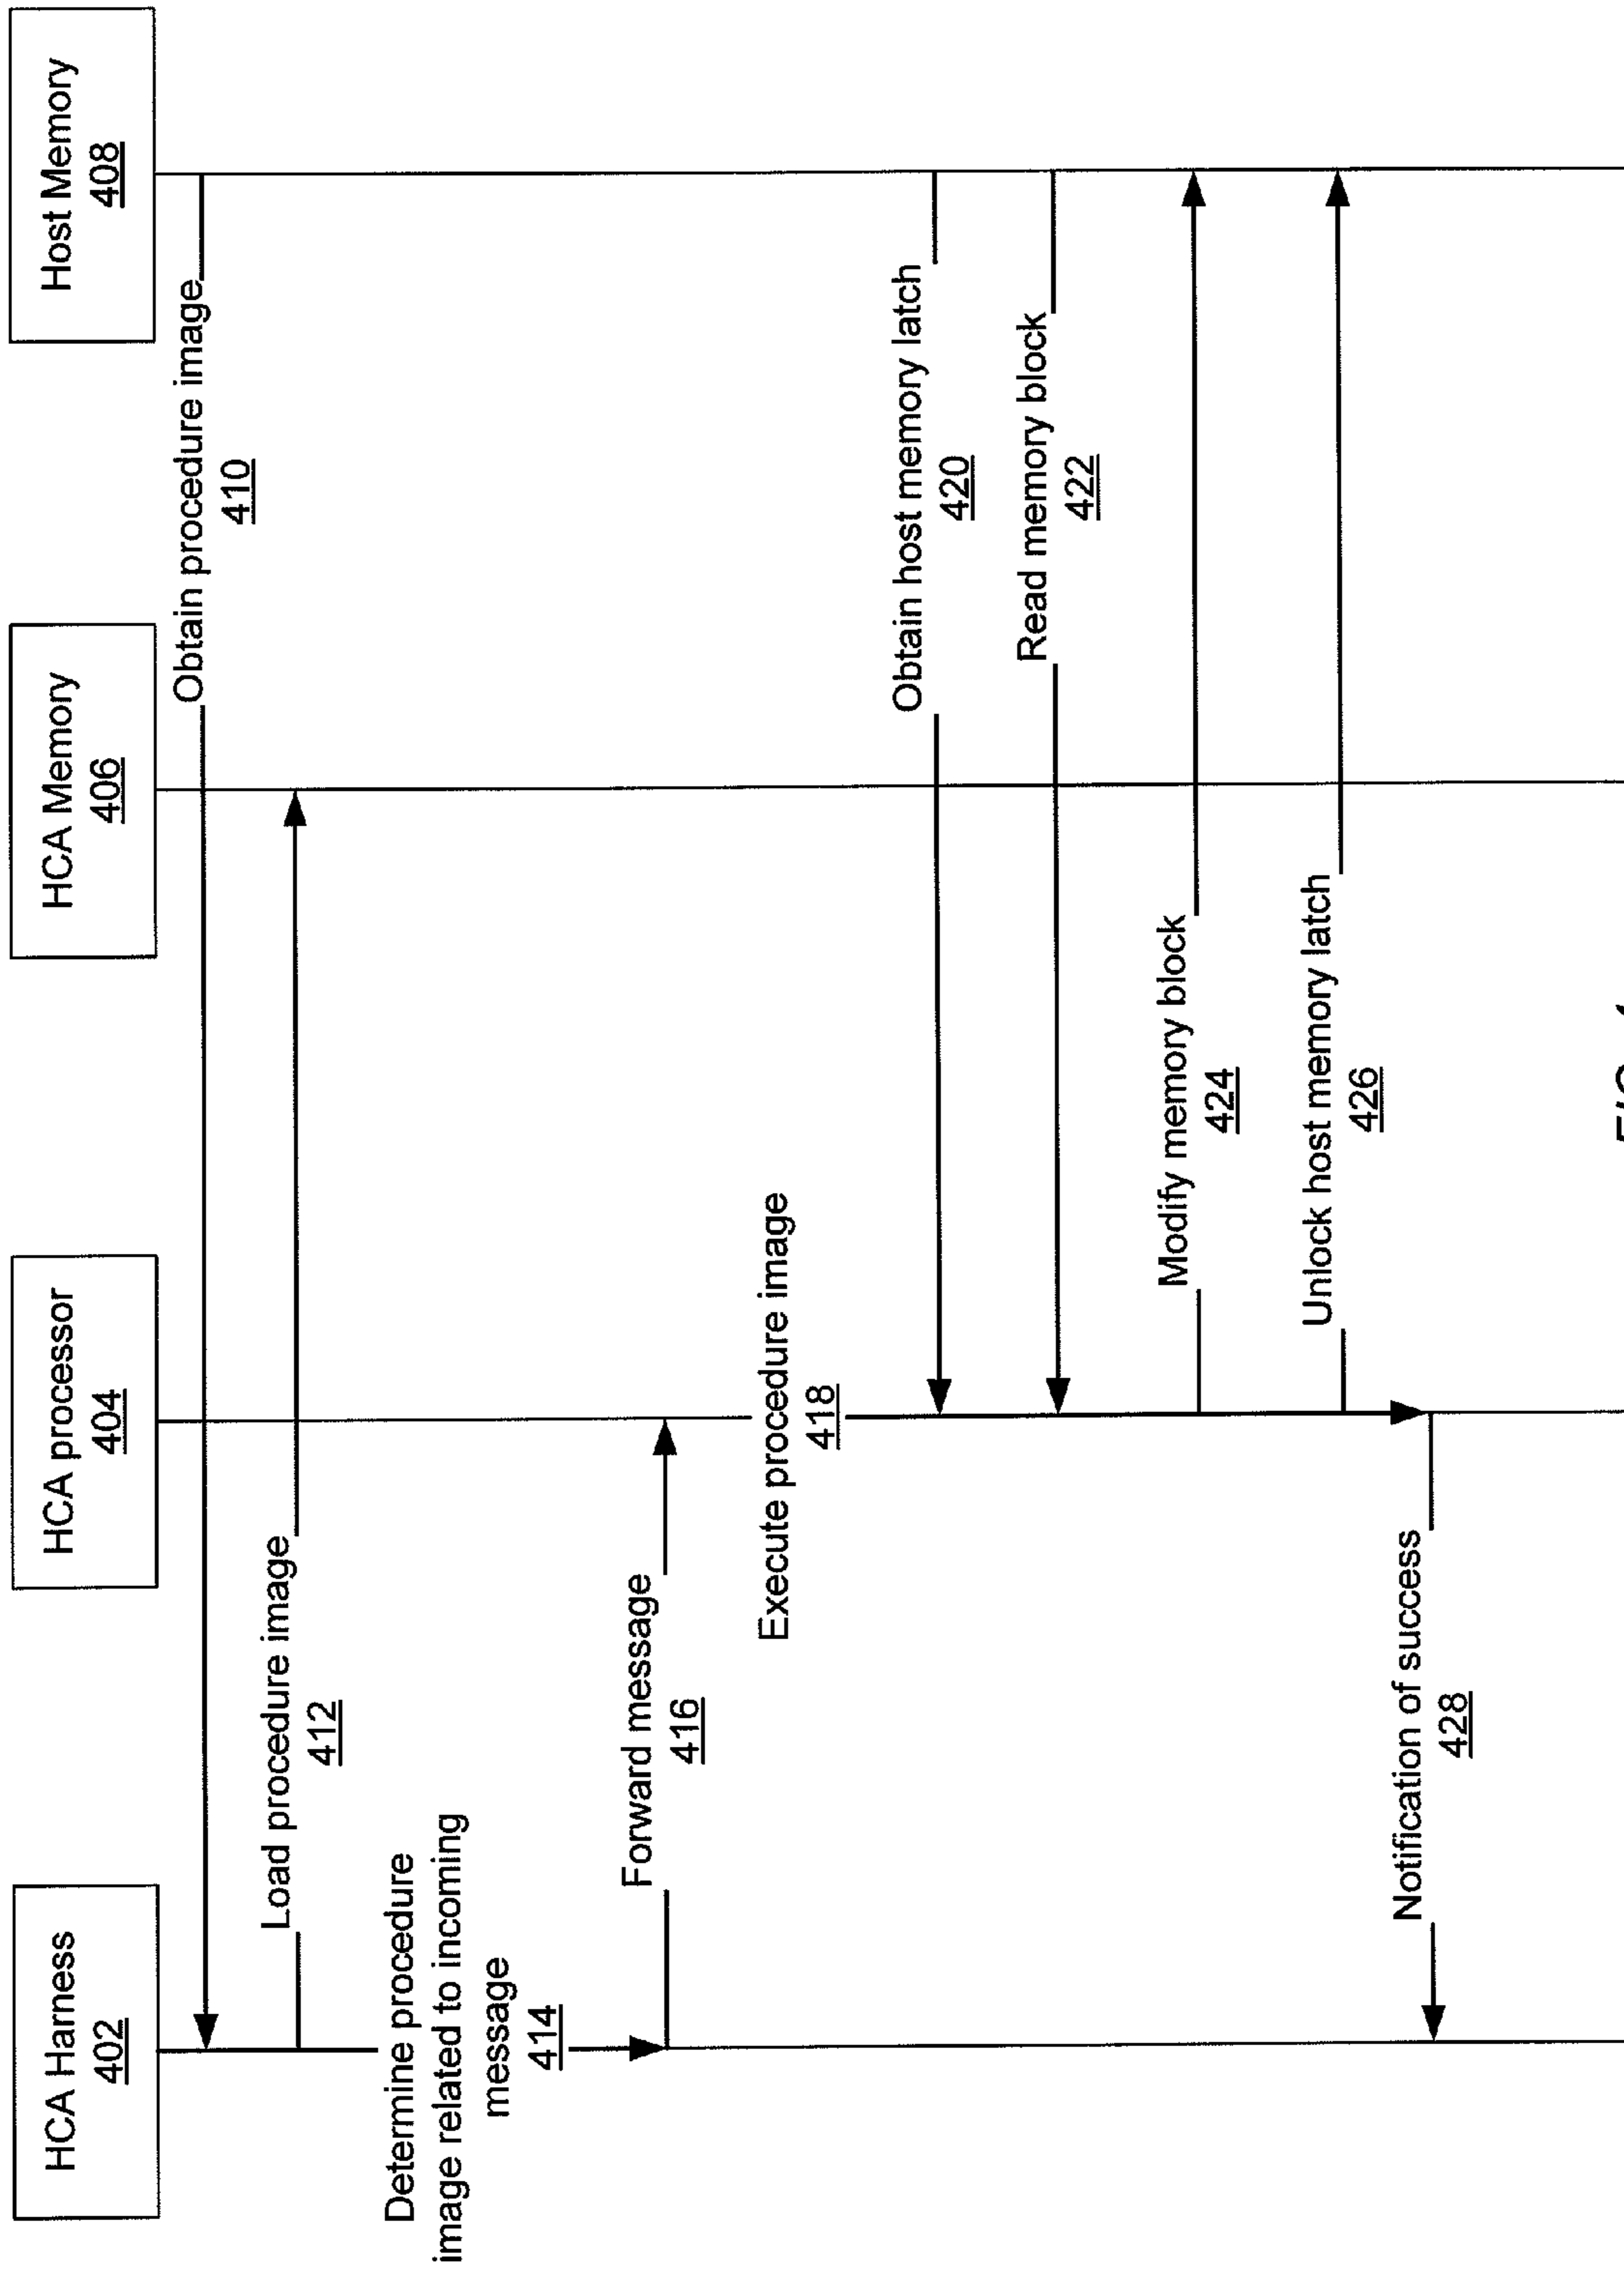 HCA Harness
402
HCA processor
404
HCA Memory
406
Host Memory
408
Obtain procedure image
410
Load procedure image
412
Determine procedure
image related to incoming
message
414
Forward message
416
Execute procedure image
418
Obtain host memory latch
420
Read memory block
422
Modify memory block
424
Unlock host memory latch
426
Notification of success
428